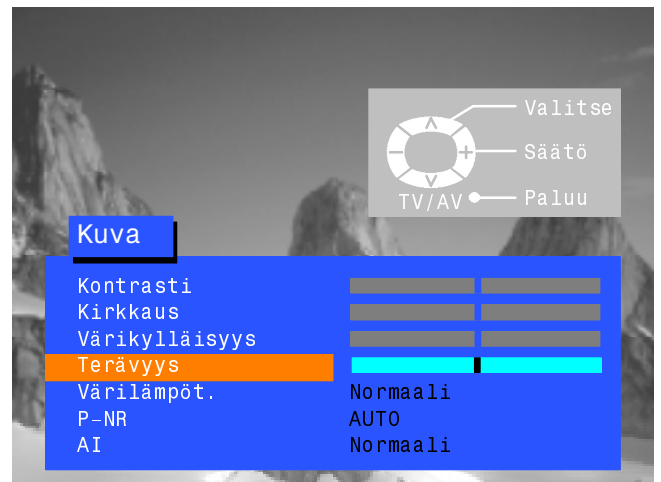 Valitse
Säätö
TV/AV Paluu
Kuva
Kontrasti
Kirkkaus
Värikylläisyys
Terävyys
Värilämpöt. Normaali
P-NR AUTO
AI Normaali